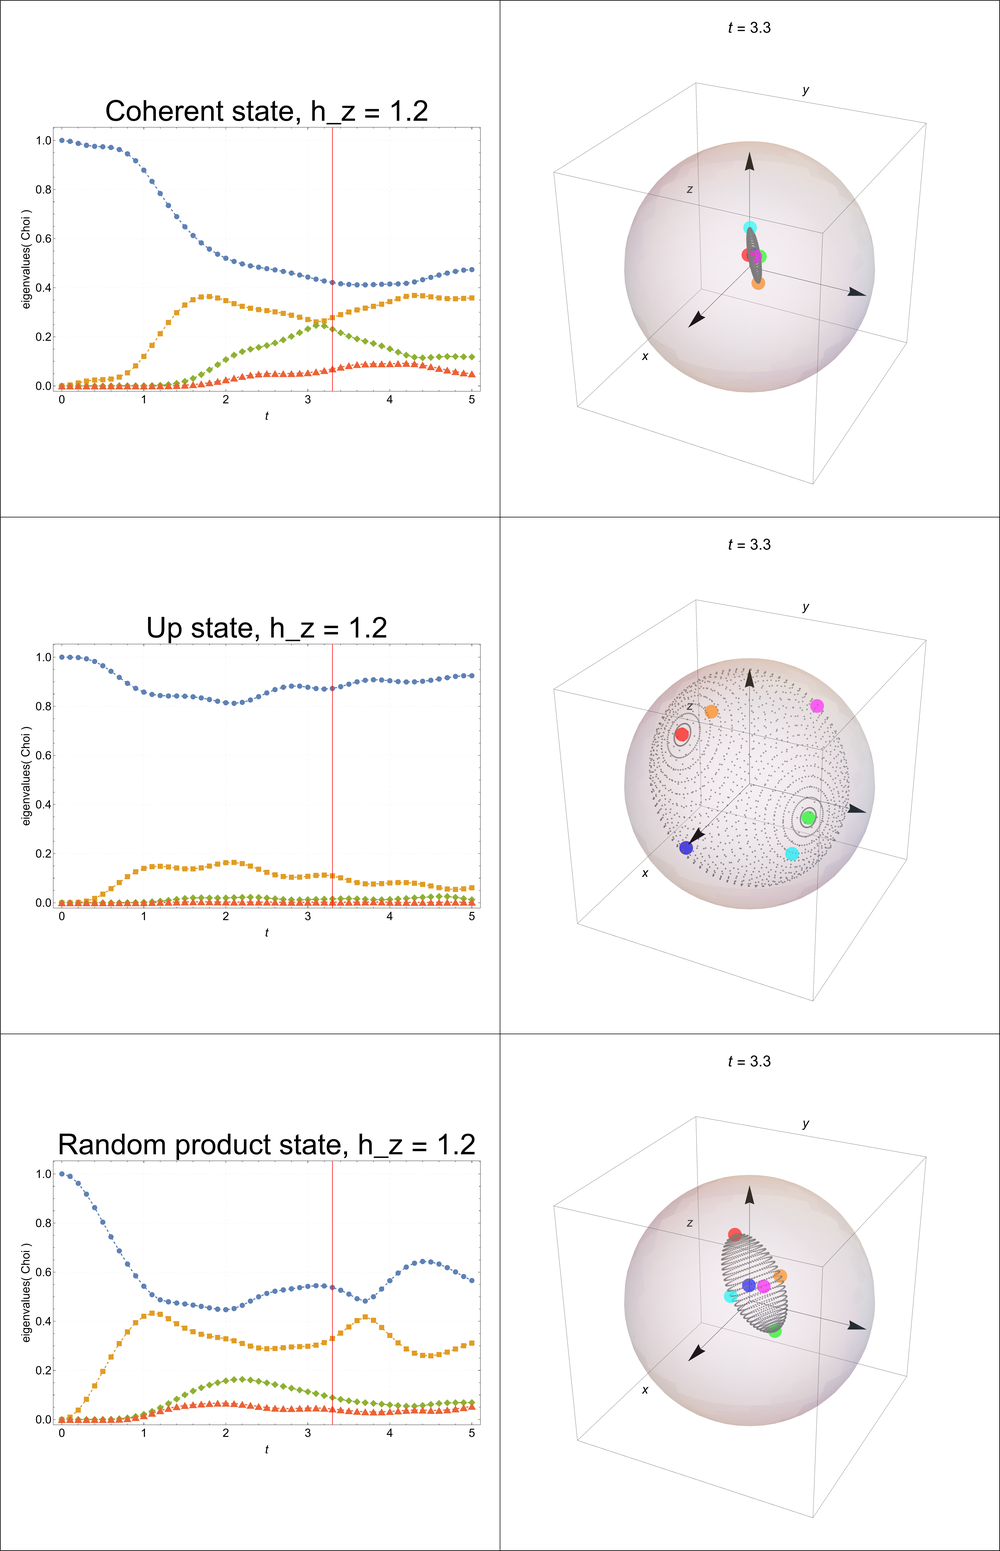 Coherent state, h_z = 1.2
eigenvalues( Choi )
1.0
0.8
0.6
0.4
0.2
0.0
0 1 2 3 4 5
t
t = 3.3
y
z
x
Up state, h_z = 1.2
eigenvalues( Choi )
1.0
0.8
0.6
0.4
0.2
0.0
0 1 2 3 4 5
t
t = 3.3
y
z
x
Random product state, h_z = 1.2
eigenvalues( Choi )
1.0
0.8
0.6
0.4
0.2
0.0
0 1 2 3 4 5
t
t = 3.3
y
z
x